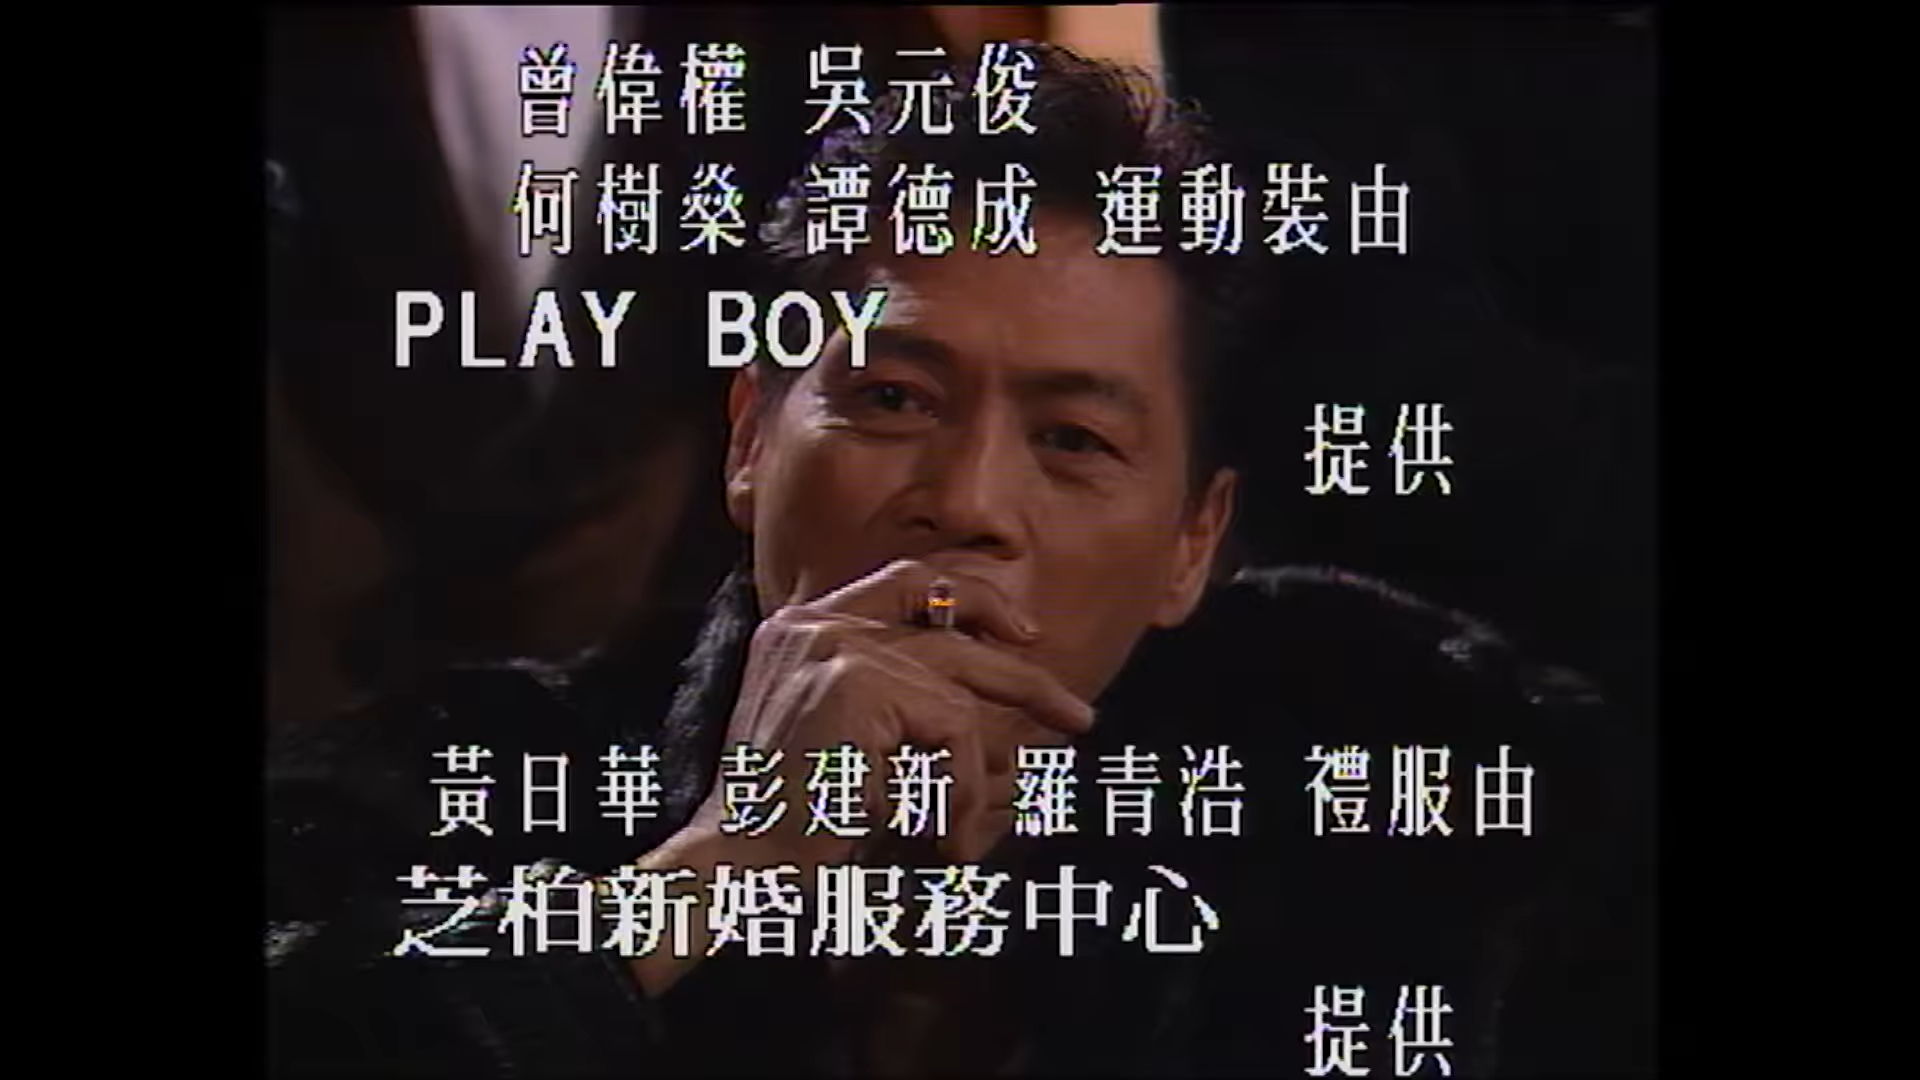 曾偉權 吳元俊
何樹燊 譚德成 運動裝由
PLAY BOY
提供
黃日華 彭建新 羅青浩 禮服由
芝柏新婚服務中心
提供